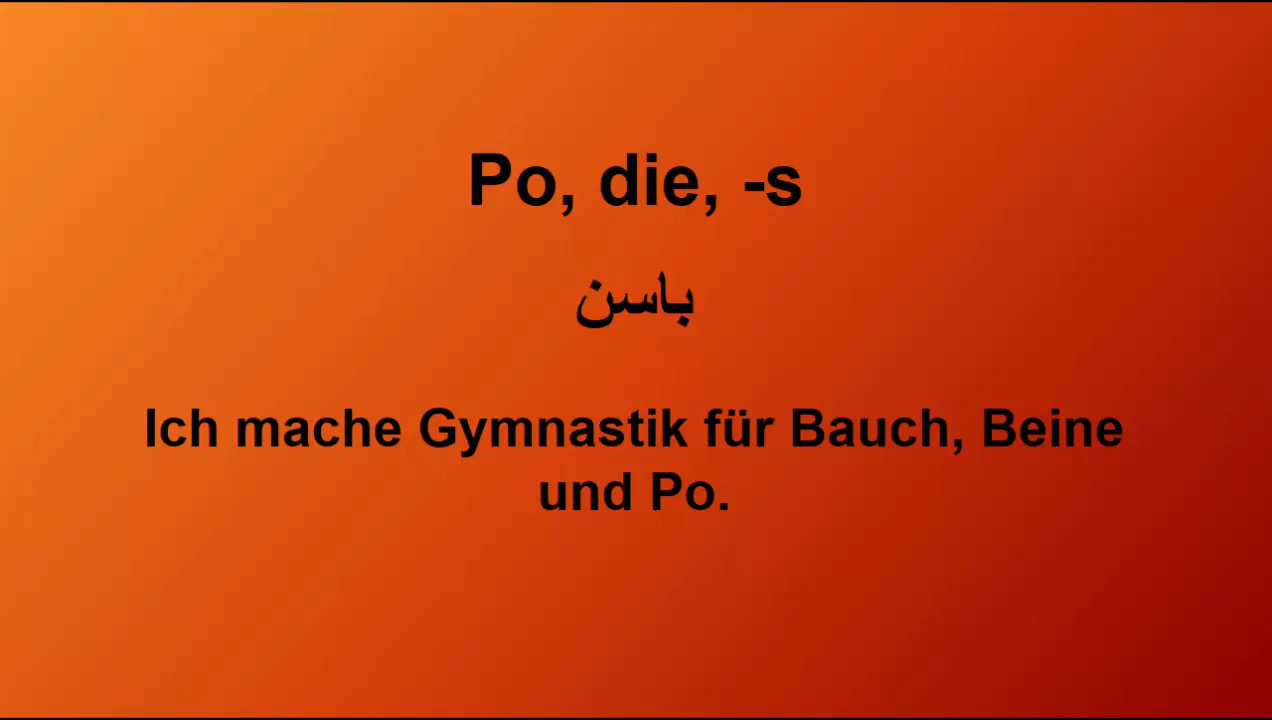 Po, die, -s
باسن
Ich mache Gymnastik für Bauch, Beine
und Po.